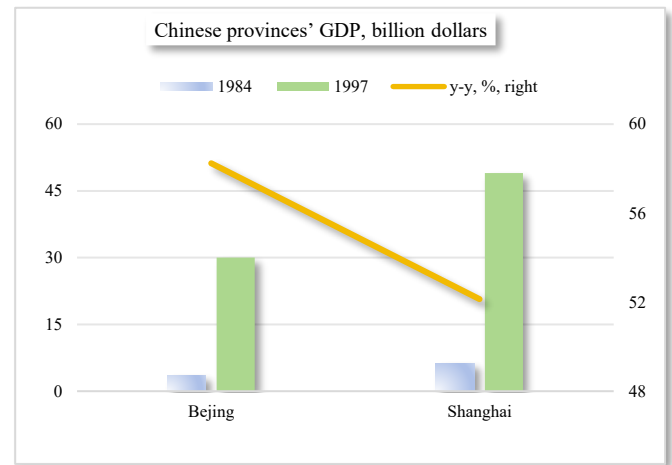 Chinese provinces’ GDP, billion dollars
1984 1997 y-y, %, right
60 60
45 56
30 52
15
0 48
Bejing Shanghai